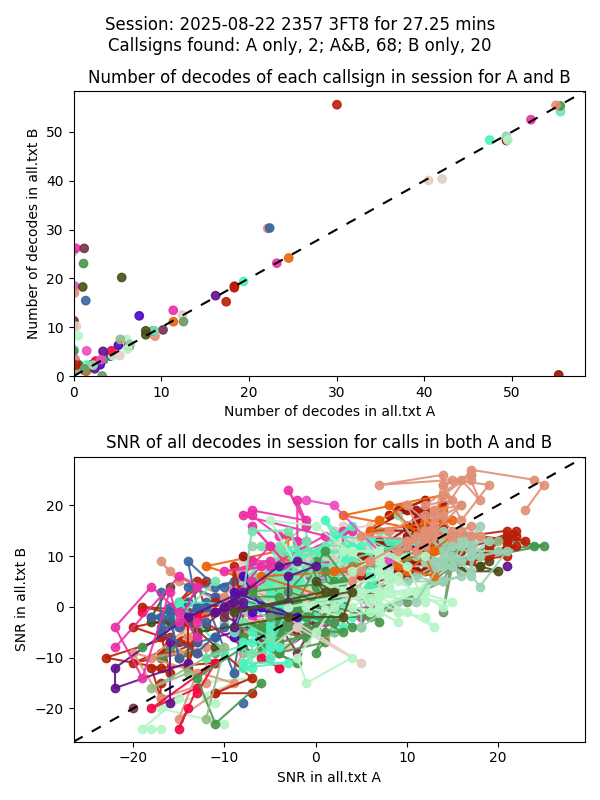 Session: 2025-08-22 2357 3FT8 for 27.25 mins
Callsigns found: A only, 2; A&B, 68; B only, 20
Number of decodes of each callsign in session for A and B
Number of decodes in all.txt B
50
40
30
20
10
0
0 10 20 30 40 50
Number of decodes in all.txt A
SNR of all decodes in session for calls in both A and B
SNR in all.txt B
20
10
0
−10
−20
−20 −10 0 10 20
SNR in all.txt A